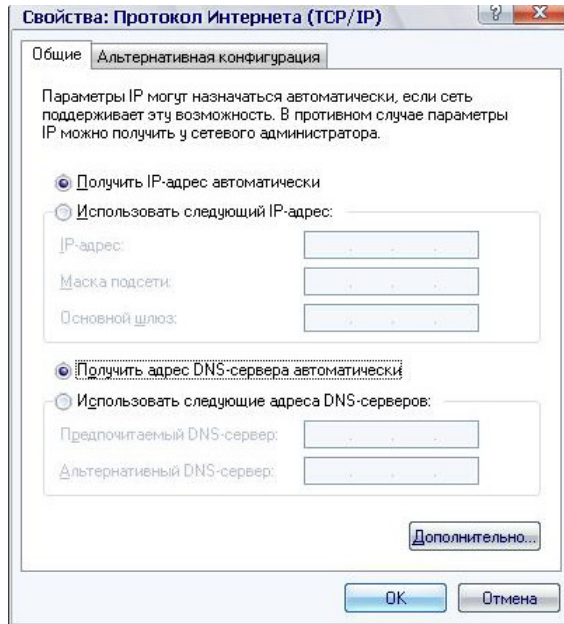 Свойства: Протокол Интернета (TCP/IP)
Общие
Альтернативная конфигурация
Параметры IP могут назначаться автоматически, если сеть
поддерживает эту возможность. В противном случае параметры
IP можно получить у сетевого администратора.
Получить IP-адрес автоматически
Использовать следующий IP-адрес:
IP-адрес:
Маска подсети:
Основной шлюз:
Получить адрес DNS-сервера автоматически
Использовать следующие адреса DNS-серверов:
Предпочитаемый DNS-сервер:
Альтернативный DNS-сервер:
Дополнительно...
OK
Отмена